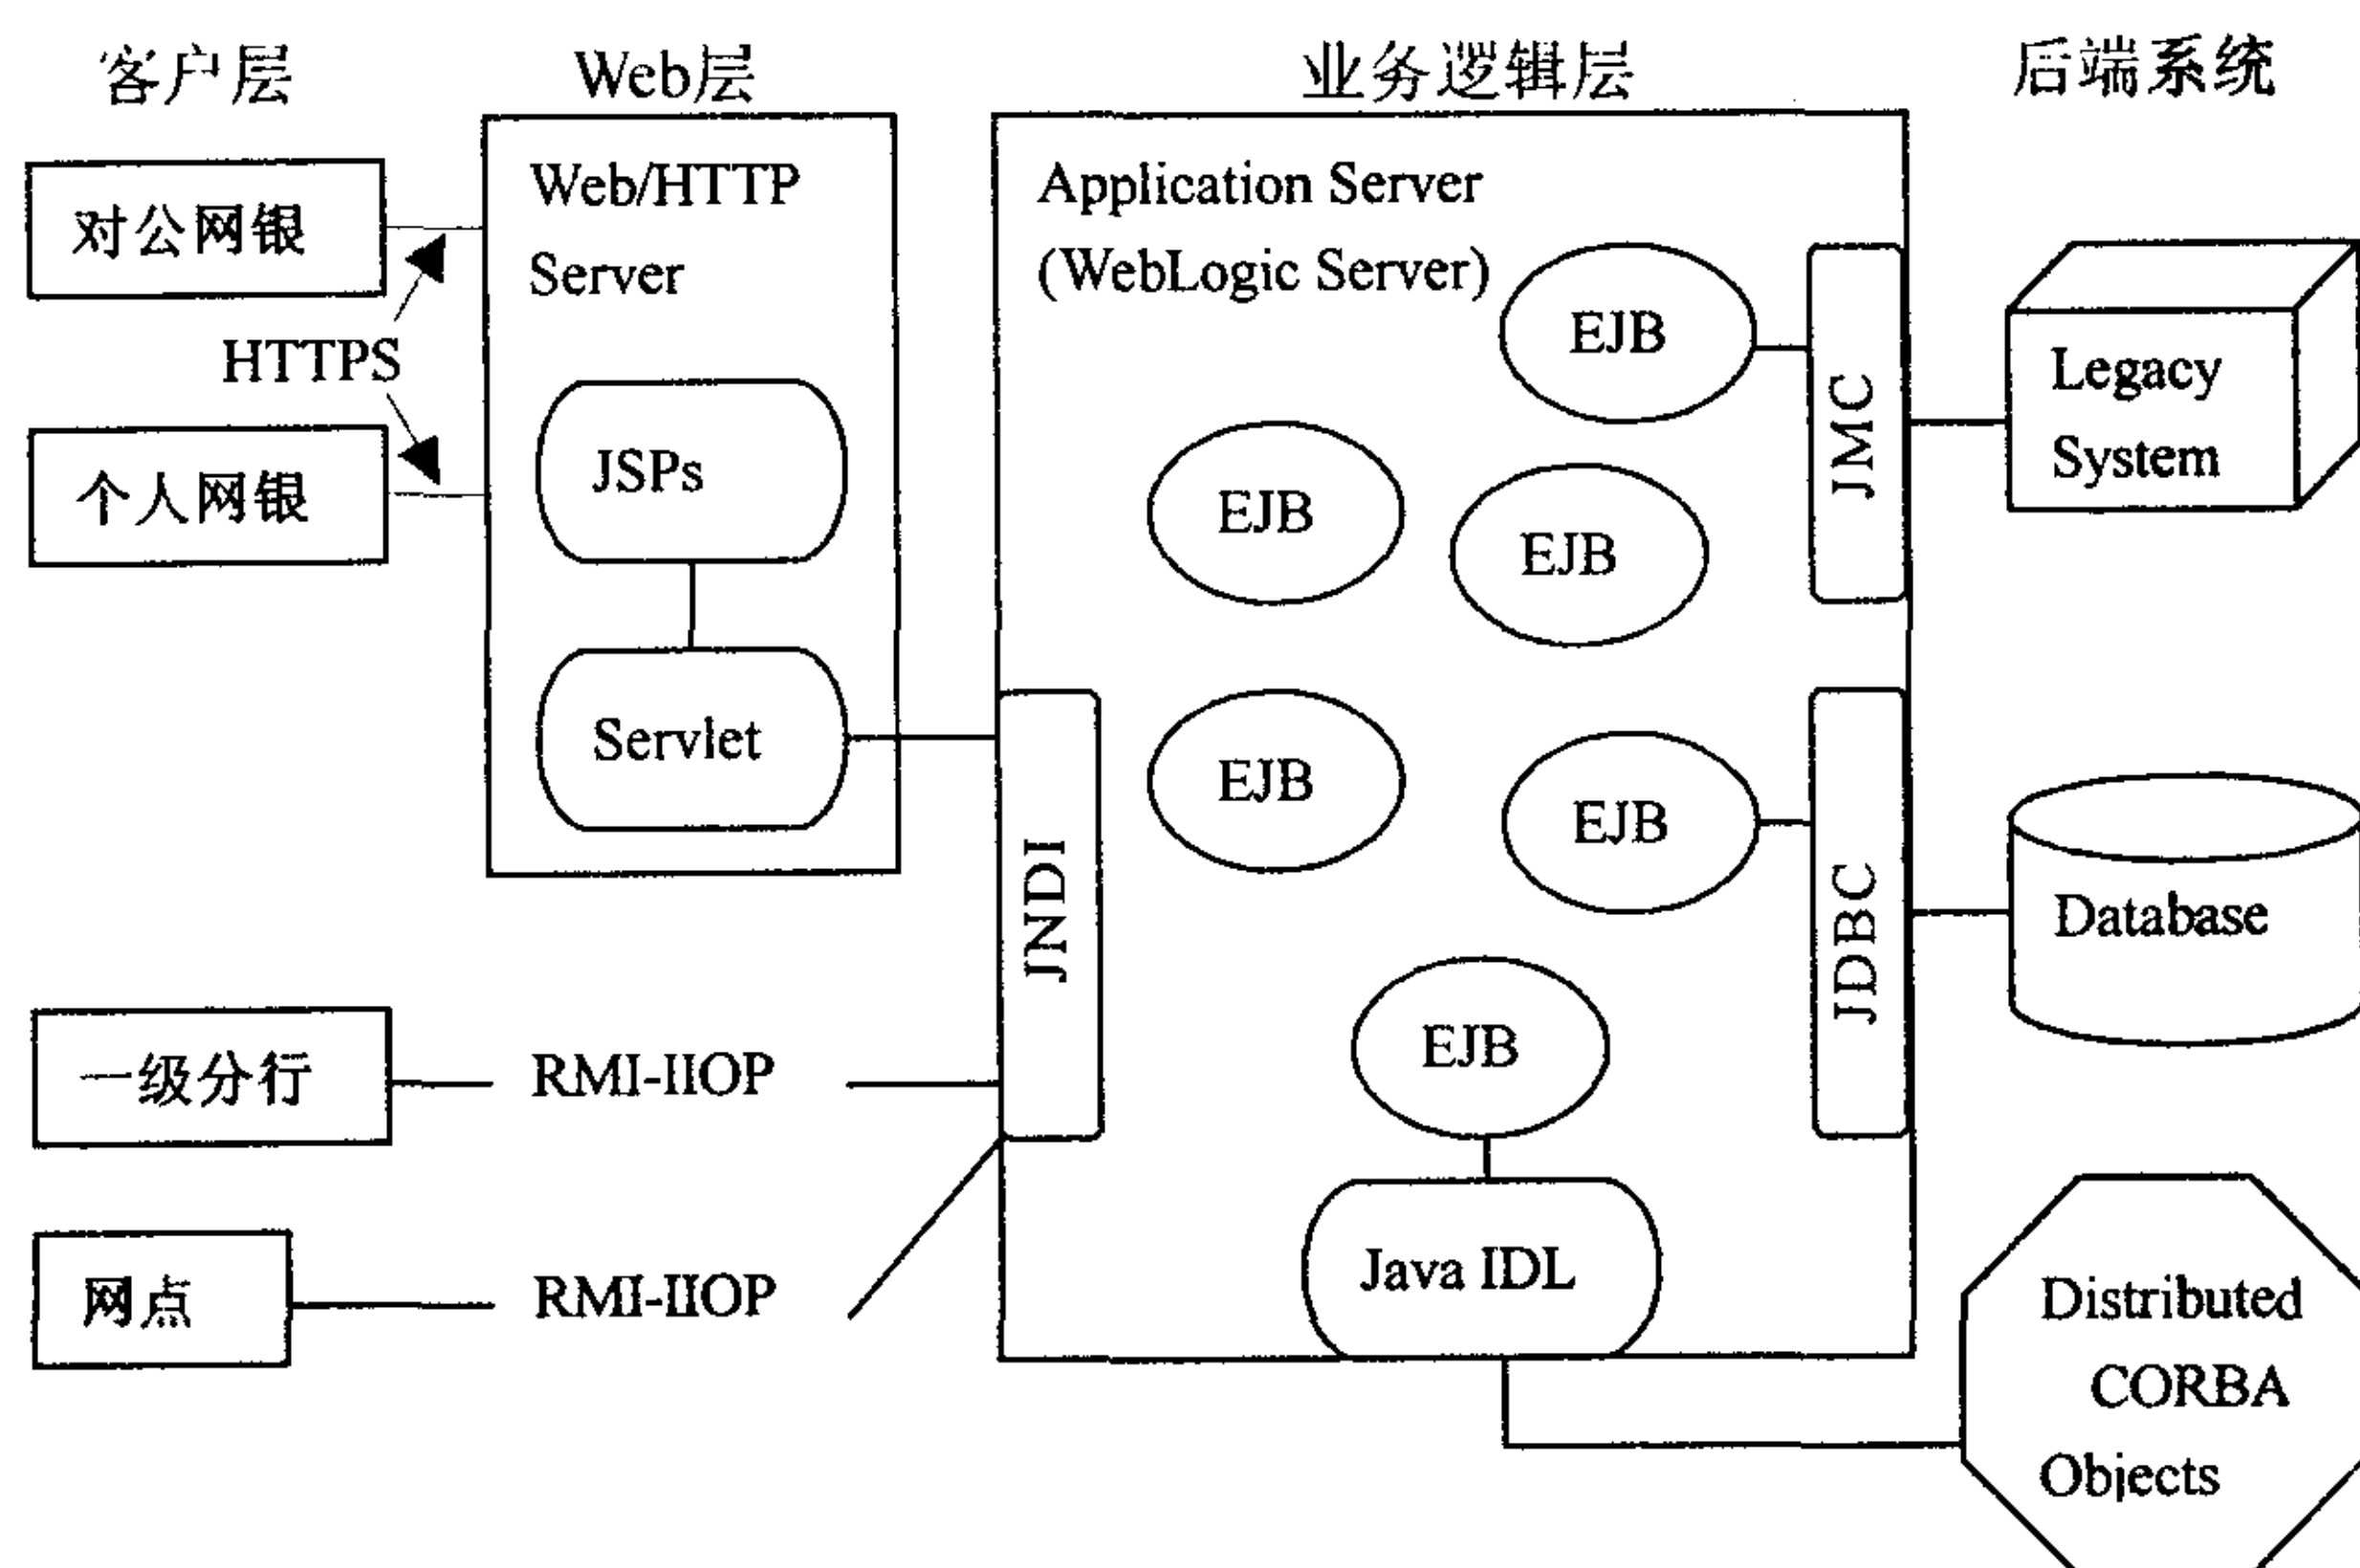 客户层
Web层
业务逻辑层
后端系统
对公网银
HTTPS
个人网银
一级分行
网点
Web/HTTP
Server
JSPs
Servlet
RMI-IIOP
RMI-IIOP
Application Server
(WebLogic Server)
JNDI
EJB
EJB
EJB
EJB
EJB
EJB
Java IDL
JMC
JDBC
Legacy
System
Database
Distributed
CORBA
Objects